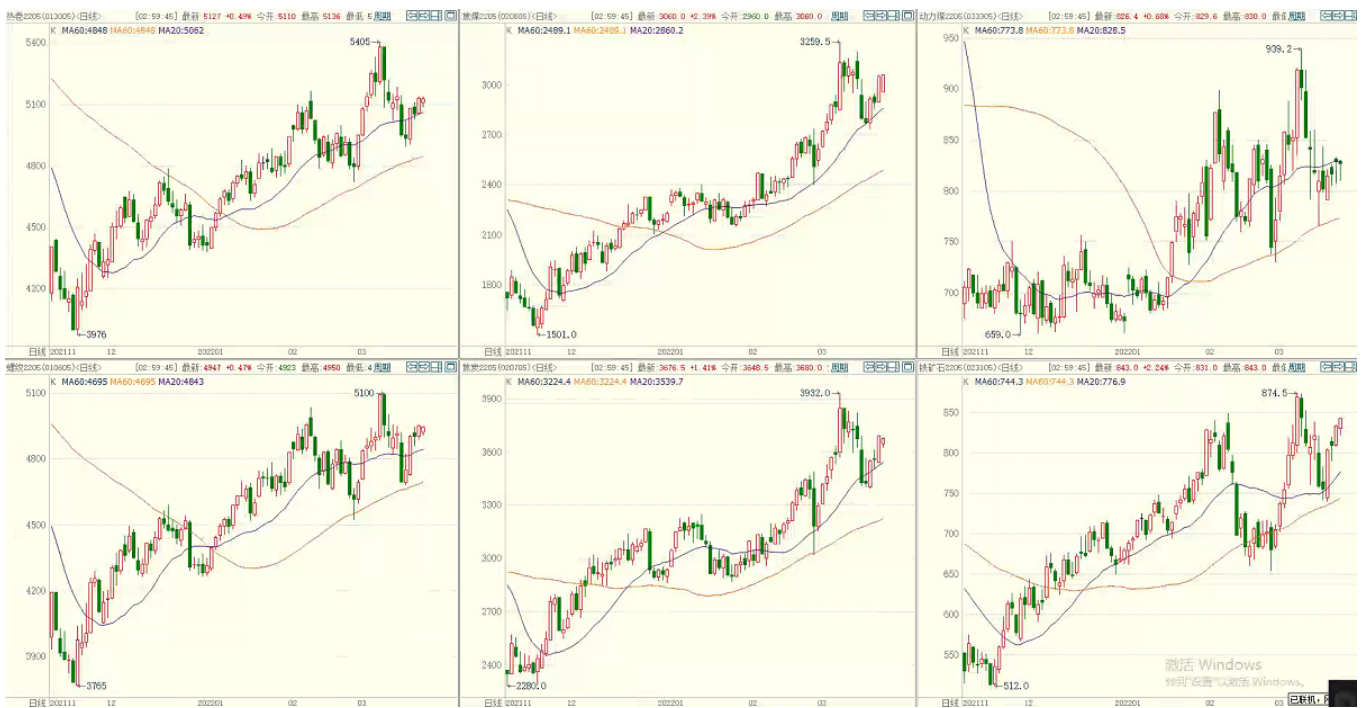 热卷2205(013005)<日线> [02:59:45] 最新 5127 +0.49% 今开: 5110 最高: 5136 最低: 5 周期
K MA60:4848 MA60:4848 MA20:5062
5400
5405
5100
4800
4500
4200
3976
日线 202111 12 202201 02 03
焦煤2205(020805)<日线> [02:59:45] 最新 3060.0 +2.39% 今开:2960.0 最高: 3060.0 周期
K MA60:2489.1 MA60:2489.1 MA20:2860.2
3259.5
3000
2700
2400
2100
1800
1501.0
日线 202111 12 202201 02 03
动力煤2205(033305)<日线> [02:59:45] 最新: 826.4 +0.68% 今开: 829.6 最高: 830.0 周期
K MA60:773.8 MA60:773.8 MA20:828.5
950
939.2
900
850
800
750
700
659.0
日线 202111 12 202201 02 03
螺纹2205(010605)<日线> [02:59:45] 最新: 4947 +0.47% 今开: 4923 最高: 4950 最低: 4 周期
K MA60:4695 MA60:4695 MA20:4843
5100
5100
4800
4500
4200
3900
3765
日线 202111 12 202201 02 03
焦炭2205(020705)<日线> [02:59:45] 最新: 3676.5 +1.41% 今开: 3648.5 最高: 3680.0 周期
K MA60:3224.4 MA60:3224.4 MA20:3539.7
3900
3932.0
3600
3300
3000
2700
2400
2280.0
日线 202111 12 202201 02 03
铁矿石2205(023105)<日线> [02:59:45] 最新: 843.0 +2.24% 今开: 831.0 最高: 843.0 周期
K MA60:744.3 MA60:744.3 MA20:776.9
874.5
850
800
750
700
650
600
550
512.0
激活 Windows
转到"设置"以激活 Windows。
日线 202111 12 202201 02 03
已联机，